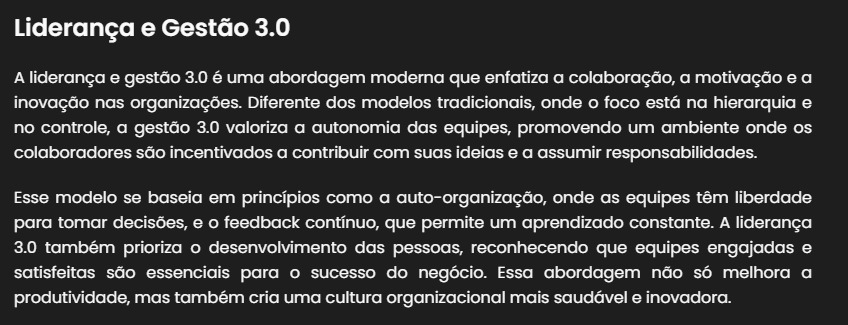 Liderança e Gestão 3.0
A liderança e gestão 3.0 é uma abordagem moderna que enfatiza a colaboração, a motivação e a
inovação nas organizações. Diferente dos modelos tradicionais, onde o foco está na hierarquia e
no controle, a gestão 3.0 valoriza a autonomia das equipes, promovendo um ambiente onde os
colaboradores são incentivados a contribuir com suas ideias e a assumir responsabilidades.
Esse modelo se baseia em princípios como a auto-organização, onde as equipes têm liberdade
para tomar decisões, e o feedback contínuo, que permite um aprendizado constante. A liderança
3.0 também prioriza o desenvolvimento das pessoas, reconhecendo que equipes engajadas e
satisfeitas são essenciais para o sucesso do negócio. Essa abordagem não só melhora a
produtividade, mas também cria uma cultura organizacional mais saudável e inovadora.